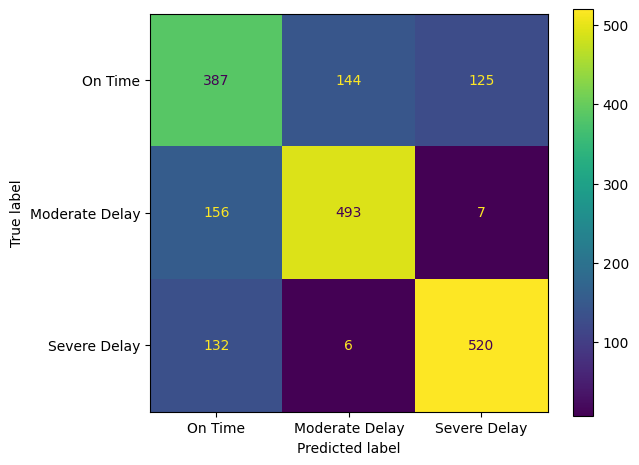 On Time
387
144
125
Moderate Delay
156
493
7
Severe Delay
132
6
520
On Time
Moderate Delay
Severe Delay
Predicted label
True label
500
400
300
200
100